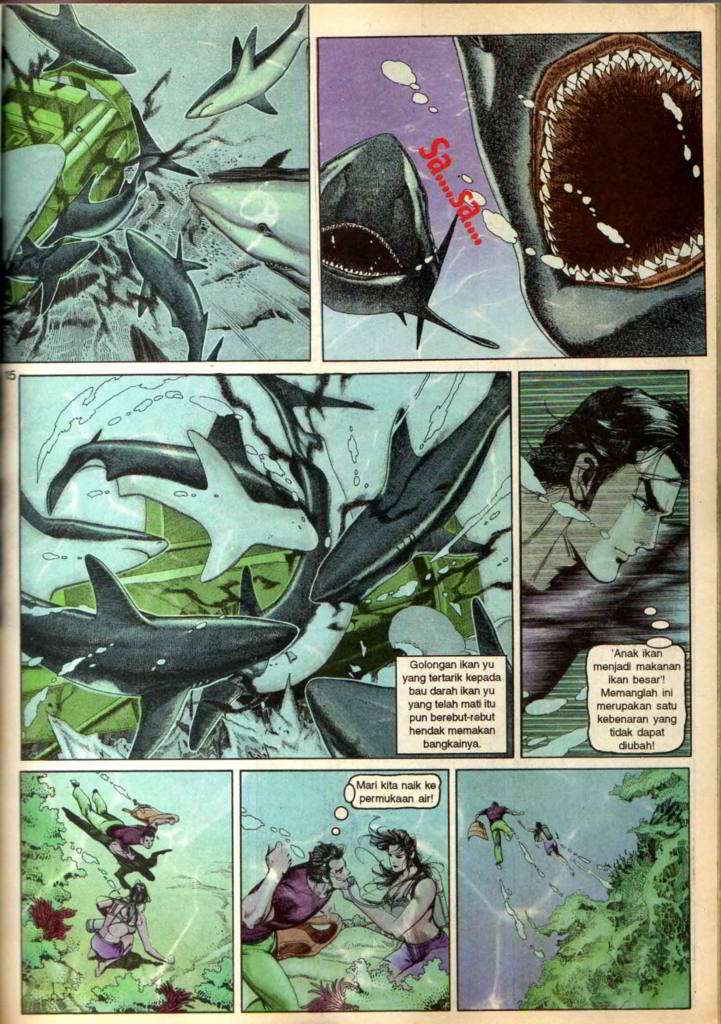 Sa....Sa....
15
Golongan ikan yu
yang tertarik kepada
bau darah ikan yu
yang telah mati itu
pun berebut-rabut
hendak memakan
bangkainya.
'Anak ikan
menjadi makanan
ikan besar'!
Memanglah ini
merupakan satu
kebenaran yang
tidak dapat
diubah!
Mari kita naik ke
permukaan air!